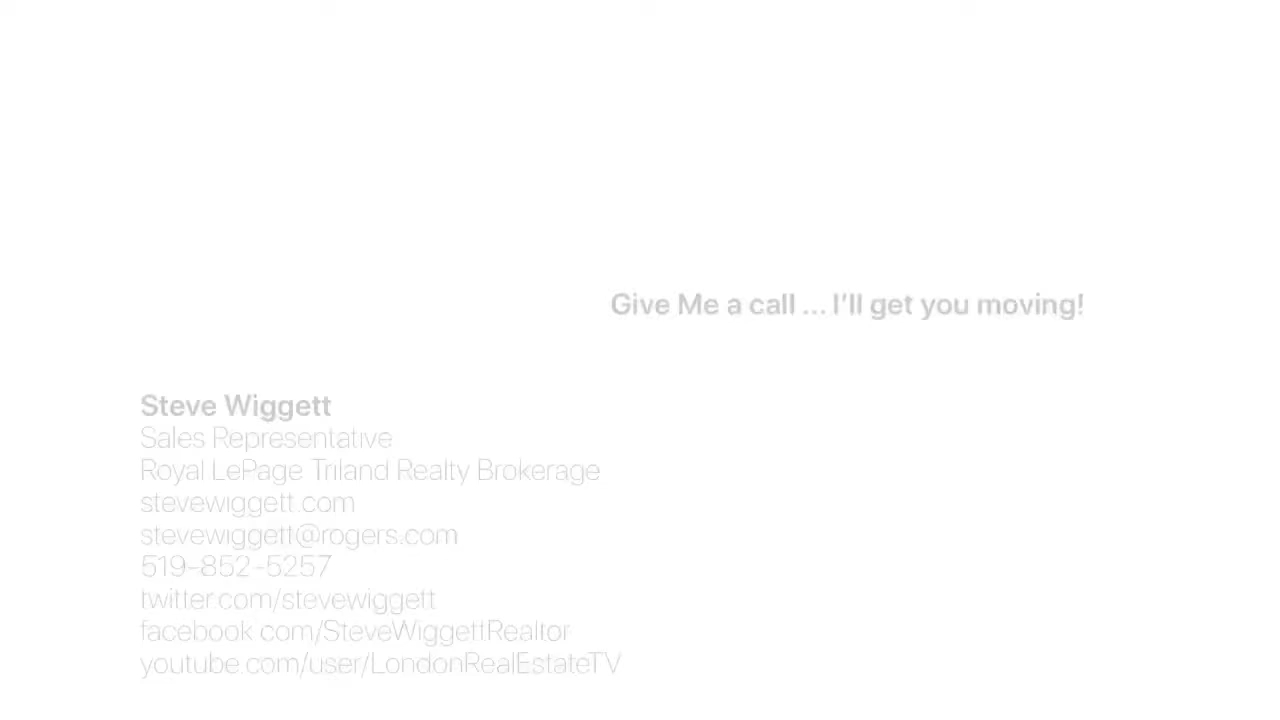 Give Me a call ... I'll get you moving!
Steve Wiggett
Sales Representative
Royal LePage Triland Realty Brokerage
stevewiggett.com
stevewiggett@rogers.com
519-852-5257
twitter.com/stevewiggett
facebook.com/SteveWiggettRealtor
youtube.com/user/LondonRealEstateTV